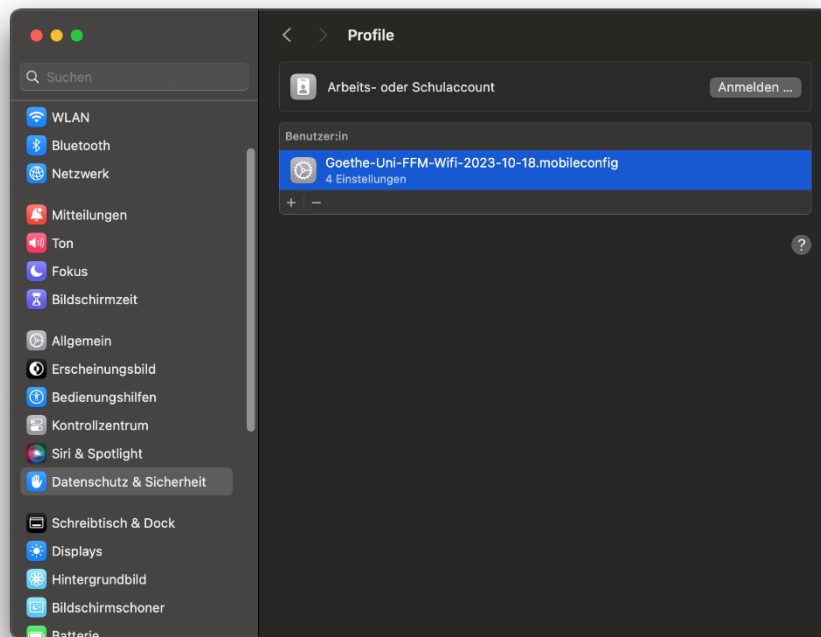 Profile
Suchen
Arbeits- oder Schulaccount
Anmelden ...
WLAN
Bluetooth
Netzwerk
Mitteilungen
Ton
Fokus
Bildschirmzeit
Allgemein
Erscheinungsbild
Bedienungshilfen
Kontrollzentrum
Siri & Spotlight
Datenschutz & Sicherheit
Schreibtisch & Dock
Displays
Hintergrundbild
Bildschirmschoner
Batterie
Benutzer:in
Goethe-Uni-FFM-Wifi-2023-10-18.mobileconfig
4 Einstellungen
+ −
?